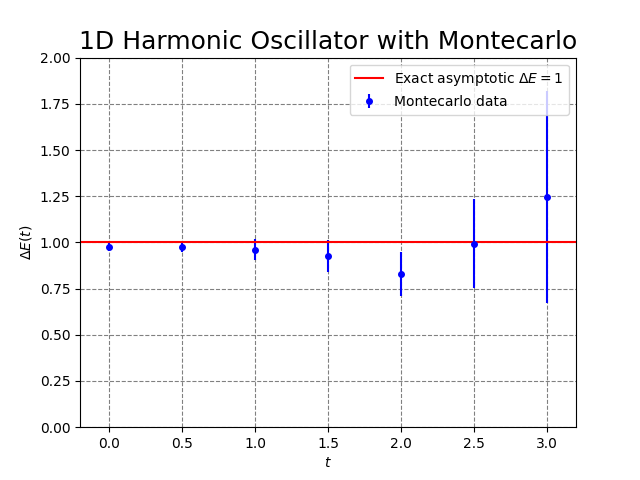 1D Harmonic Oscillator with Montecarlo
2.00
1.75
1.50
1.25
1.00
0.75
0.50
0.25
0.00
ΔE(t)
Exact asymptotic ΔE = 1
Montecarlo data
0.0 0.5 1.0 1.5 2.0 2.5 3.0
t